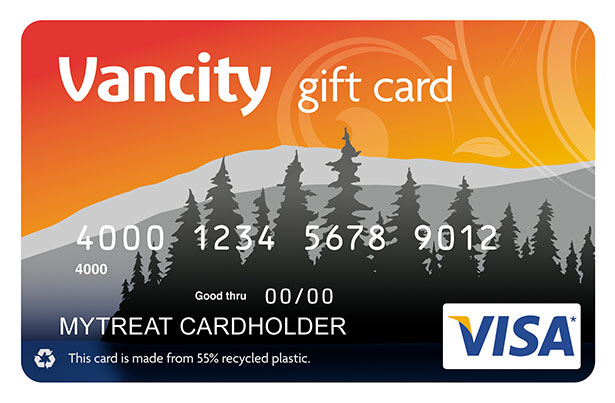 Vancity gift card
4000 1234 5678 9012
4000
Good thru 00/00
MYTREAT CARDHOLDER
VISA*
This card is made from 55% recycled plastic.